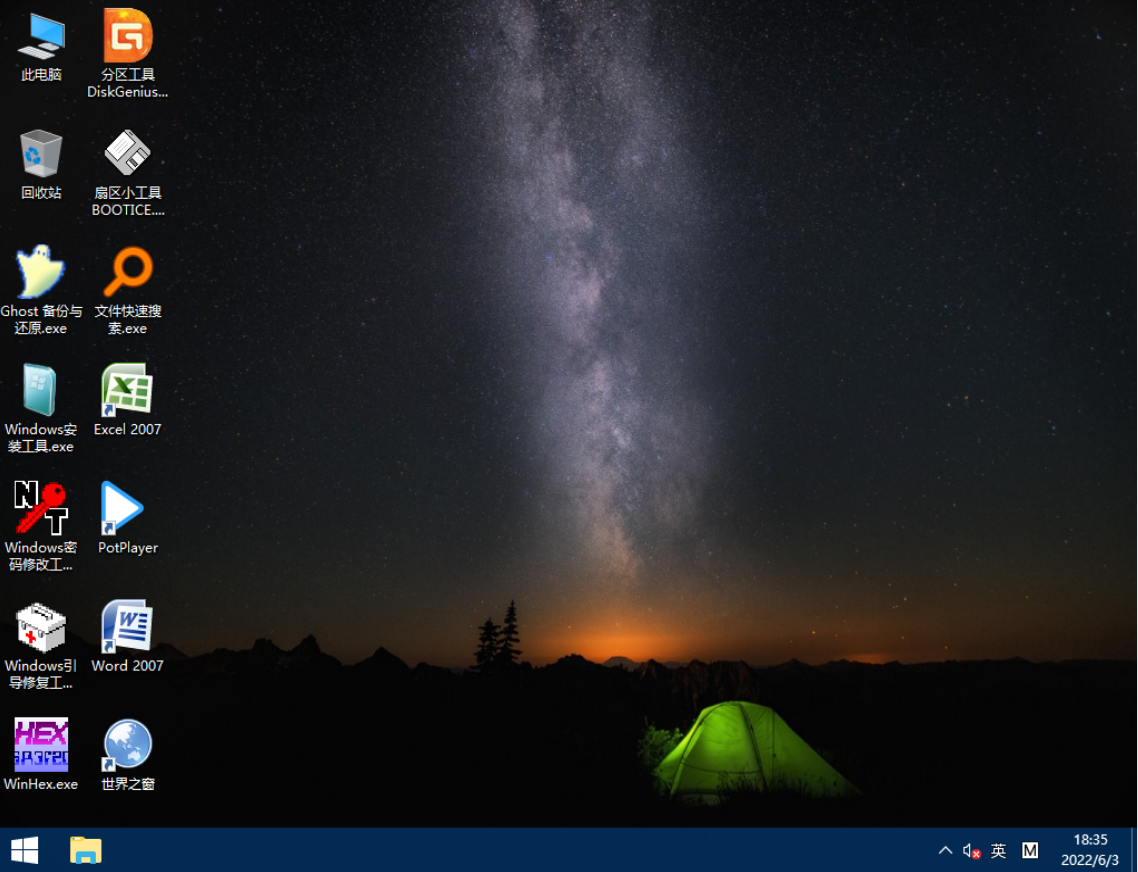 此电脑
分区工具
DiskGenius...
回收站
扇区小工具
BOOTICE....
Ghost 备份与
还原.exe
文件快速搜
索.exe
Windows安
装工具.exe
Excel 2007
N
T
Windows密
码修改工...
PotPlayer
Windows引
导修复工...
W
Word 2007
HEX
WinHex.exe
世界之窗
英
M
18:35
2022/6/3